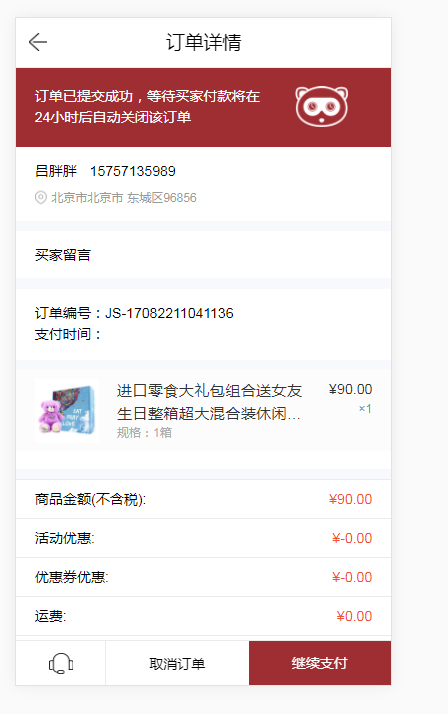 订单详情
订单已提交成功，等待买家付款将在
24小时后自动关闭该订单
吕胖胖 15757135989
北京市北京市 东城区96856
买家留言
订单编号：JS-17082211041136
支付时间：
进口零食大礼包组合送女友 ¥90.00
生日整箱超大混合装休闲... ×1
规格：1箱
商品金额(不含税): ¥90.00
活动优惠: ¥-0.00
优惠券优惠: ¥-0.00
运费: ¥0.00
取消订单 继续支付